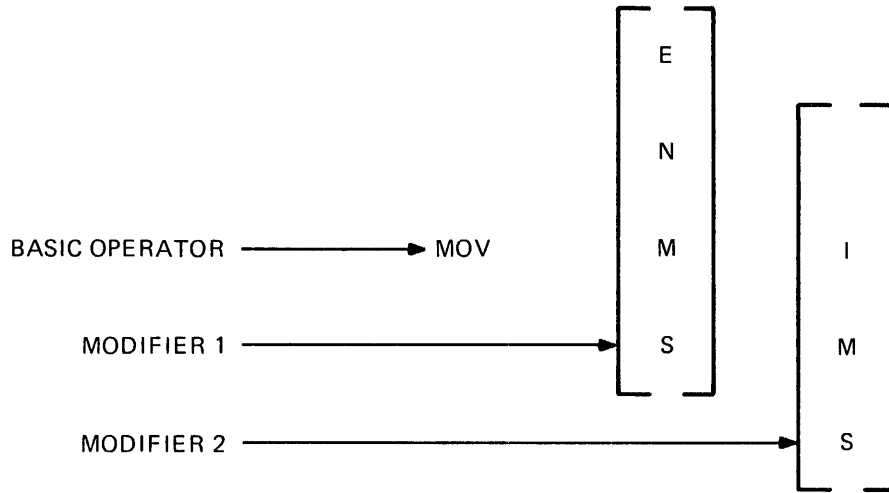 E
N
BASIC OPERATOR MOV M I
MODIFIER 1 S M
MODIFIER 2 S